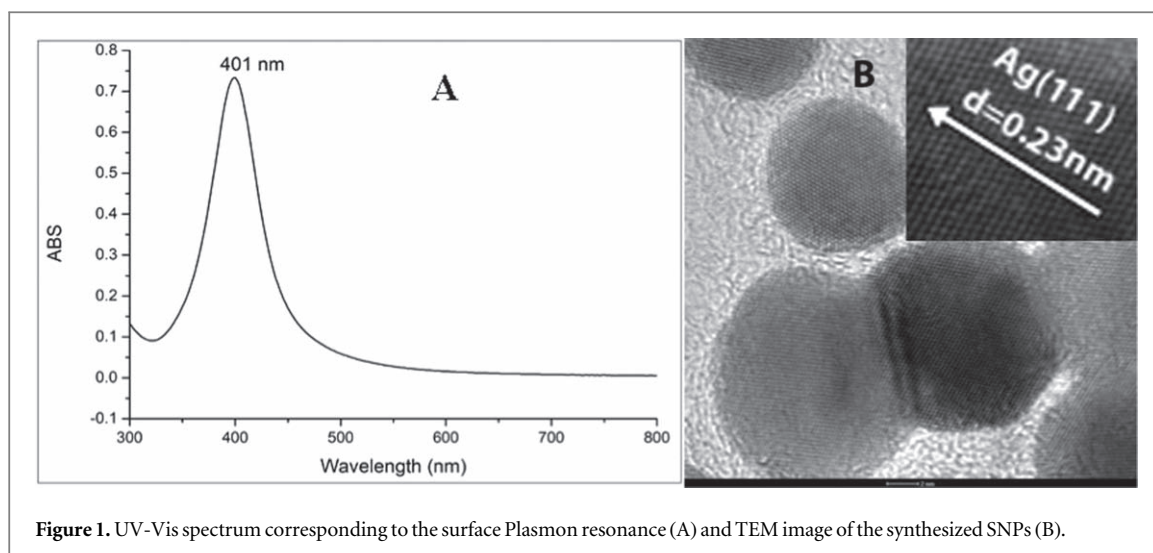 0.8
0.7
0.6
0.5
0.4
0.3
0.2
0.1
0.0
-0.1
ABS
401 nm
A
300
400
500
600
700
800
Wavelength (nm)
B
Ag(111)
d=0.23nm
Figure 1. UV-Vis spectrum corresponding to the surface Plasmon resonance (A) and TEM image of the synthesized SNPs (B).